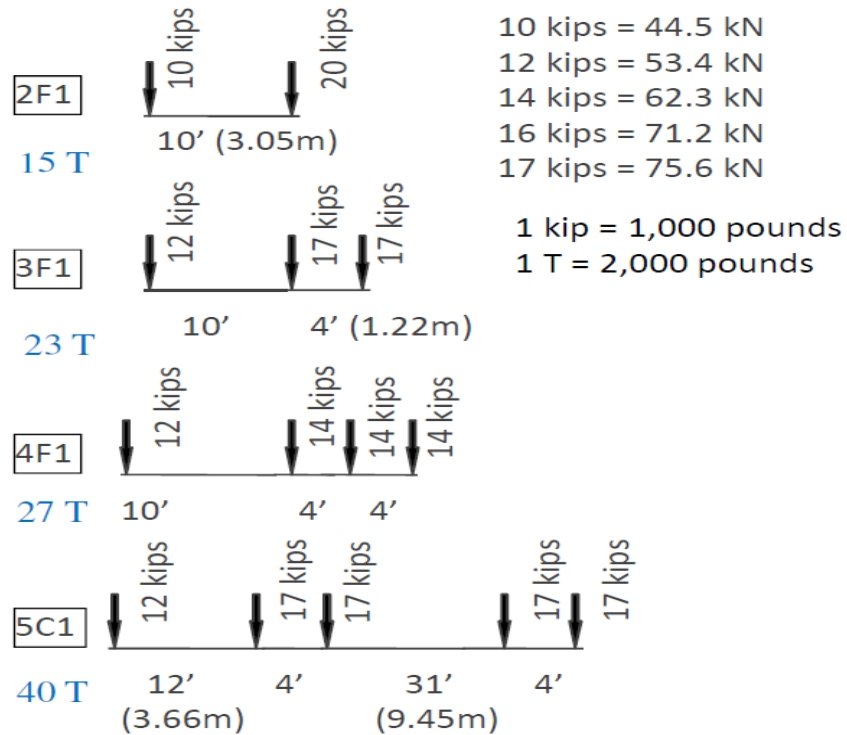 10 kips
20 kips
2F1
10’ (3.05m)
15 T
10 kips = 44.5 kN
12 kips = 53.4 kN
14 kips = 62.3 kN
16 kips = 71.2 kN
17 kips = 75.6 kN
1 kip = 1,000 pounds
1 T = 2,000 pounds
12 kips
17 kips
17 kips
3F1
10’
4’ (1.22m)
23 T
12 kips
14 kips
14 kips
14 kips
4F1
27 T
10’
4’
4’
12 kips
17 kips
17 kips
17 kips
17 kips
5C1
40 T
12’
4’
31’
4’
(3.66m)
(9.45m)